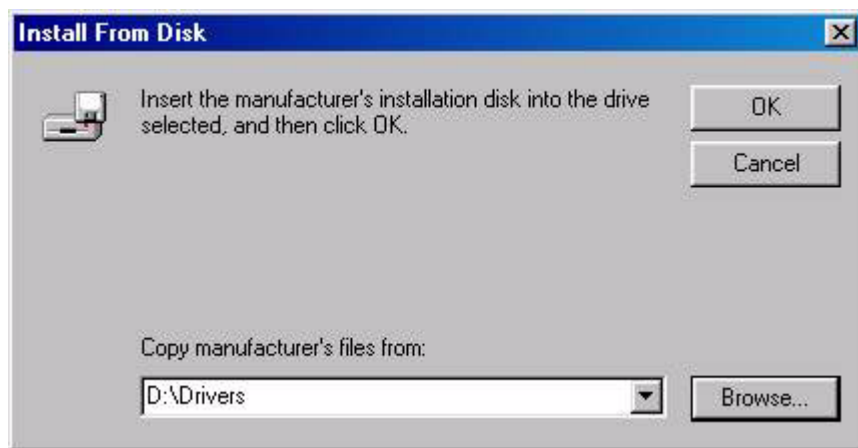 Install From Disk
Insert the manufacturer's installation disk into the drive
selected, and then click OK.
OK
Cancel
Copy manufacturer's files from:
D:\Drivers
Browse...